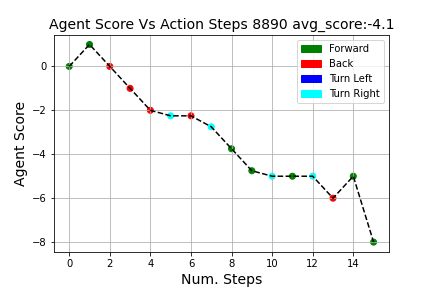 Agent Score Vs Action Steps 8890 avg_score:-4.1
Forward
Back
Turn Left
Turn Right
0
−2
−4
−6
−8
Agent Score
0 2 4 6 8 10 12 14
Num. Steps